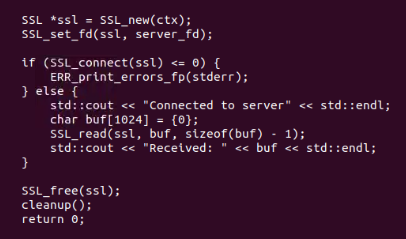 SSL *ssl = SSL_new(ctx);
SSL_set_fd(ssl, server_fd);

if (SSL_connect(ssl) <= 0) {
    ERR_print_errors_fp(stderr);
} else {
    std::cout << "Connected to server" << std::endl;
    char buf[1024] = {0};
    SSL_read(ssl, buf, sizeof(buf) - 1);
    std::cout << "Received: " << buf << std::endl;
}

SSL_free(ssl);
cleanup();
return 0;